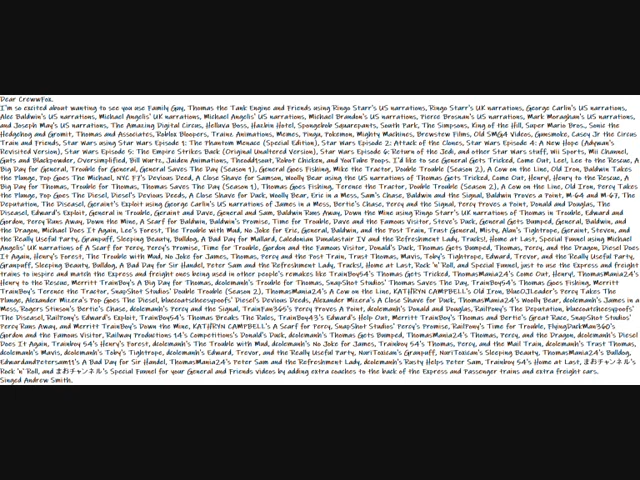 Dear CrewwFox.
I'm so excited about wanting to see you use Family Guy, Thomas the Tank Engine and Friends using Ringo Starr's US narrations, Ringo Starr's UK narrations, George Carlin's US narrations,
Alec Baldwin's US narrations, Michael Angelis' UK narrations, Michael Angelis' US narrations, Michael Brandon's US narrations, Pierce Brosnan's US narrations, Mark Moraghan's US narrations,
and Joseph May's US narrations, The Amazing Digital Circus, Helluva Boss, Hazbin Hotel, Spongebob Squarepants, South Park, The Simpsons, King of the Hill, Super Mario Bros., Sonic the
Hedgehog and Gromit, Thomas and Associates, Roblox Bloopers, Trainz Animations, Memes, Pingu, Pokemon, Mighty Machines, Brewstew Films, Old SMG4 Videos, Gunsmoke, Casey Jr the Circus
Train and Friends, Star Wars using Star Wars Episode 1: The Phantom Menace (Special Edition), Star Wars Episode 2: Attack of the Clones, Star Wars Episode 4: A New Hope (Adywan's
Revisited Version), Star Wars Episode 5: The Empire Strikes Back (Original Unaltered Version), Star Wars Episode 6: Return of the Jedi, and other Star Wars stuff, Wii Sports, Mii Channel,
Guts and Blackpowder, Oversimplified, Bill Wurtz, Jaiden Animations, Theodd1sout, Robot Chicken, and YouTube Poops. I'd like to see General Gets Tricked, Come Out, Lee!, Lee to the Rescue, A
Big Day for General, Trouble for General, General Saves The Day (Season 1), General Goes Fishing, Mike the Tractor, Double Trouble (Season 2), A Cow on the Line, Old Iron, Baldwin Takes
the Plunge, Pop Goes The Michael, NYC FJ's Devious Deed, A Close Shave for Samson, Woolly Bear using the US narrations of Thomas Gets Tricked, Come Out, Henry!, Henry to the Rescue, A
Big Day for Thomas, Trouble for Thomas, Thomas Saves The Day (Season 1), Thomas Goes Fishing, Terence the Tractor, Double Trouble (Season 2), A Cow on the Line, Old Iron, Percy Takes
the Plunge, Pop Goes The Diesel, Diesel's Devious Deeds, A Close Shave for Duck, Woolly Bear, Eric in a Mess, Sam's Chase, Baldwin and the Signal, Baldwin Proves a Point, M-64 and M-67, The
Deputation, The Diseasel, Geraint's Exploit using George Carlin's US narrations of James in a Mess, Bertie's Chase, Percy and the Signal, Percy Proves a Point, Donald and Douglas, The
Diseasel, Edward's Exploit, General in Trouble, Geraint and Dave, General and Sam, Baldwin Runs Away, Down the Mine using Ringo Starr's UK narrations of Thomas in Trouble, Edward and
Gordon, Percy Runs Away, Down the Mine, A Scarf for Baldwin, Baldwin's Promise, Time for Trouble, Dave and the Famous Visitor, Steve's Duck, General Gets Bumped, General, Baldwin, and
the Dragon, Michael Does It Again, Lee's Forest, The Trouble with Mud, No Joke for Eric, General, Baldwin, and the Post Train, Trust General, Misty, Alan's Tightrope, Geraint, Steven, and
the Really Useful Party, Granpuff, Sleeping Beauty, Bulldog, A Bad Day for Mallard, Caledonian Dunalastair IV and the Refreshment Lady, Trucks!, Home at Last, Special Funnel using Michael
Angelis' UK narrations of A Scarf for Percy, Percy's Promise, Time for Trouble, Gordon and the Famous Visitor, Donald's Duck, Thomas Gets Bumped, Thomas, Percy, and the Dragon, Diesel Does
It Again, Henry's Forest, The Trouble with Mud, No Joke for James, Thomas, Percy and the Post Train, Trust Thomas, Mavis, Toby's Tightrope, Edward, Trevor, and the Really Useful Party,
Granpuff, Sleeping Beauty, Bulldog, A Bad Day for Sir Handel, Peter Sam and the Refreshment Lady, Trucks!, Home at Last, Rock 'n' Roll, and Special Funnel, just to use the Express and freight
trains to inspire and match the Express and freight ones being used in other people's remakes like TrainBoy54's Thomas Gets Tricked, ThomasMania24's Come Out, Henry!, ThomasMania24's
Henry to the Rescue, Merritt TrainBoy's A Big Day for Thomas, dcolemanh's Trouble for Thomas, SnapShot Studios' Thomas Saves The Day, TrainBoy54's Thomas Goes Fishing, Merritt
TrainBoy's Terence the Tractor, SnapShot Studios' Double Trouble (Season 2), ThomasMania24's A Cow on the Line, KATHRYN CAMPBELL's Old Iron, BlueOJLeader's Percy Takes The
Plunge, Alexander Mizera's Pop Goes The Diesel, bluecoatscheesypoofs' Diesel's Devious Deeds, Alexander Mizera's A Close Shave for Duck, ThomasMania24's Woolly Bear, dcolemanh's James in a
Mess, Rogers Stinson's Bertie's Chase, dcolemanh's Percy and the Signal, TrainFan365's Percy Proves A Point, dcolemanh's Donald and Douglas, RailPony's The Deputation, bluecoatcheesypoofs'
The Diseasel, RailPony's Edward's Exploit, TrainBoy54's Thomas Breaks The Rules, TrainBoy43's Edward's Help Out, Merritt TrainBoy's Thomas and Bertie's Great Race, SnapShot Studios'
Percy Runs Away, and Merritt TrainBoy's Down the Mine, KATHRYN CAMPBELL's A Scarf for Percy, SnapShot Studios' Percy's Promise, RailPony's Time for Trouble, FlyingDuckMan360's
Gordon and the Famous Visitor, Railway Production 54's Competition's Donald's Duck, dcolemanh's Thomas Gets Bumped, ThomasMania24's Thomas, Percy, and the Dragon, dcolemanh's Diesel
Does It Again, Trainboy 54's Henry's Forest, dcolemanh's The Trouble with Mud, dcolemanh's No Joke for James, Trainboy 54's Thomas, Percy, and the Mail Train, dcolemanh's Trust Thomas,
dcolemanh's Mavis, dcolemanh's Toby's Tightrope, dcolemanh's Edward, Trevor, and the Really Useful Party, NariToxican's Granpuff, NariToxican's Sleeping Beauty, ThomasMania24's Bulldog,
EdwardandPetersamttj's A Bad Day for Sir Handel, ThomasMania24's Peter Sam and the Refreshment Lady, dcolemanh's Rusty Helps Peter Sam, Trainboy 54's Home at Last, まおチャンネル's
Rock 'n' Roll, and まおチャンネル's Special Funnel for your General and Friends videos by adding extra coaches to the back of the Express and Passenger trains and extra freight cars.
Singed Andrew Smith.